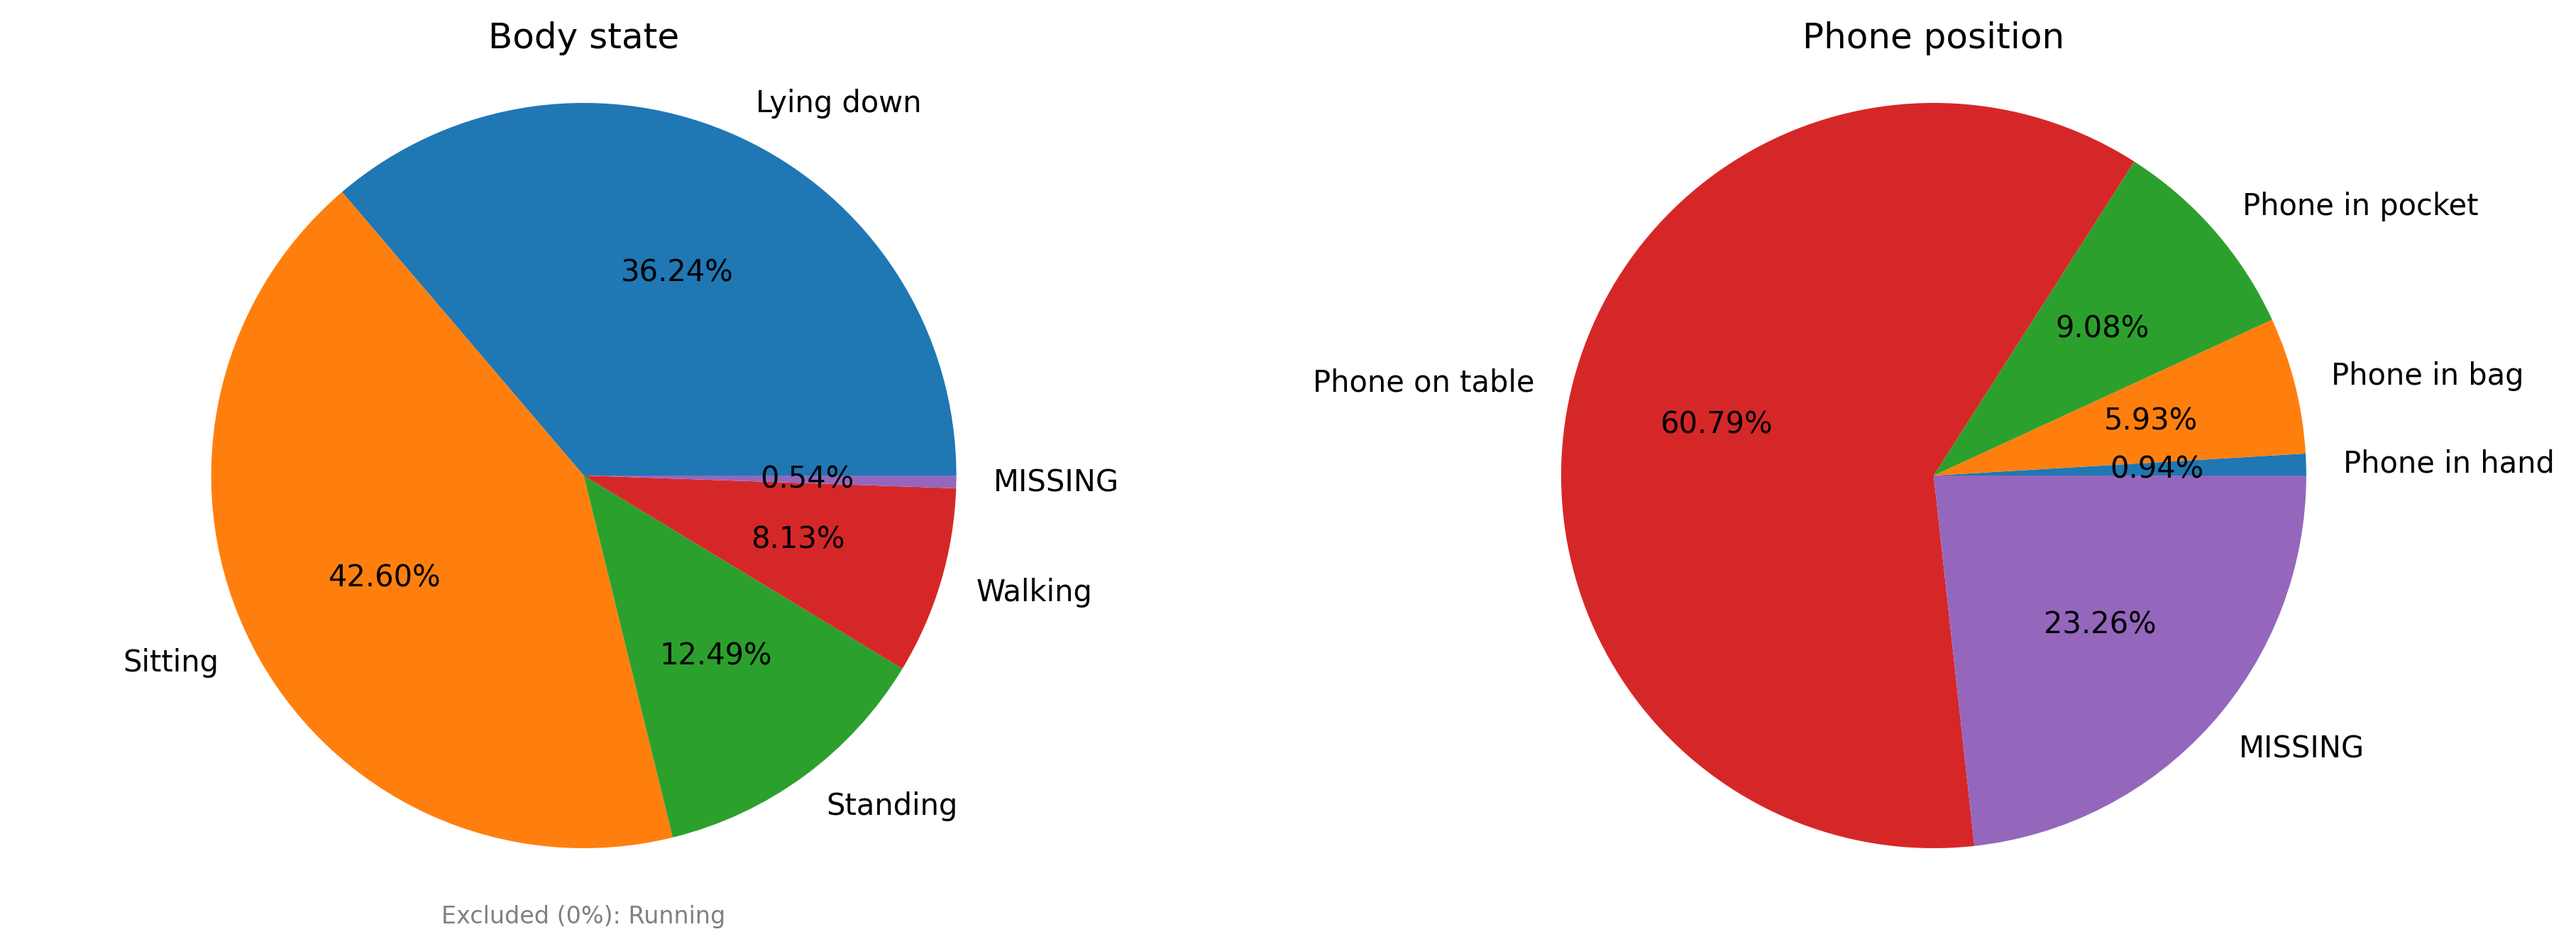 Body state
Lying down
36.24%
0.54%
MISSING
8.13%
Walking
42.60%
12.49%
Sitting
Standing
Excluded (0%): Running
Phone position
Phone in pocket
9.08%
Phone in bag
Phone on table
60.79%
5.93%
0.94%
Phone in hand
23.26%
MISSING